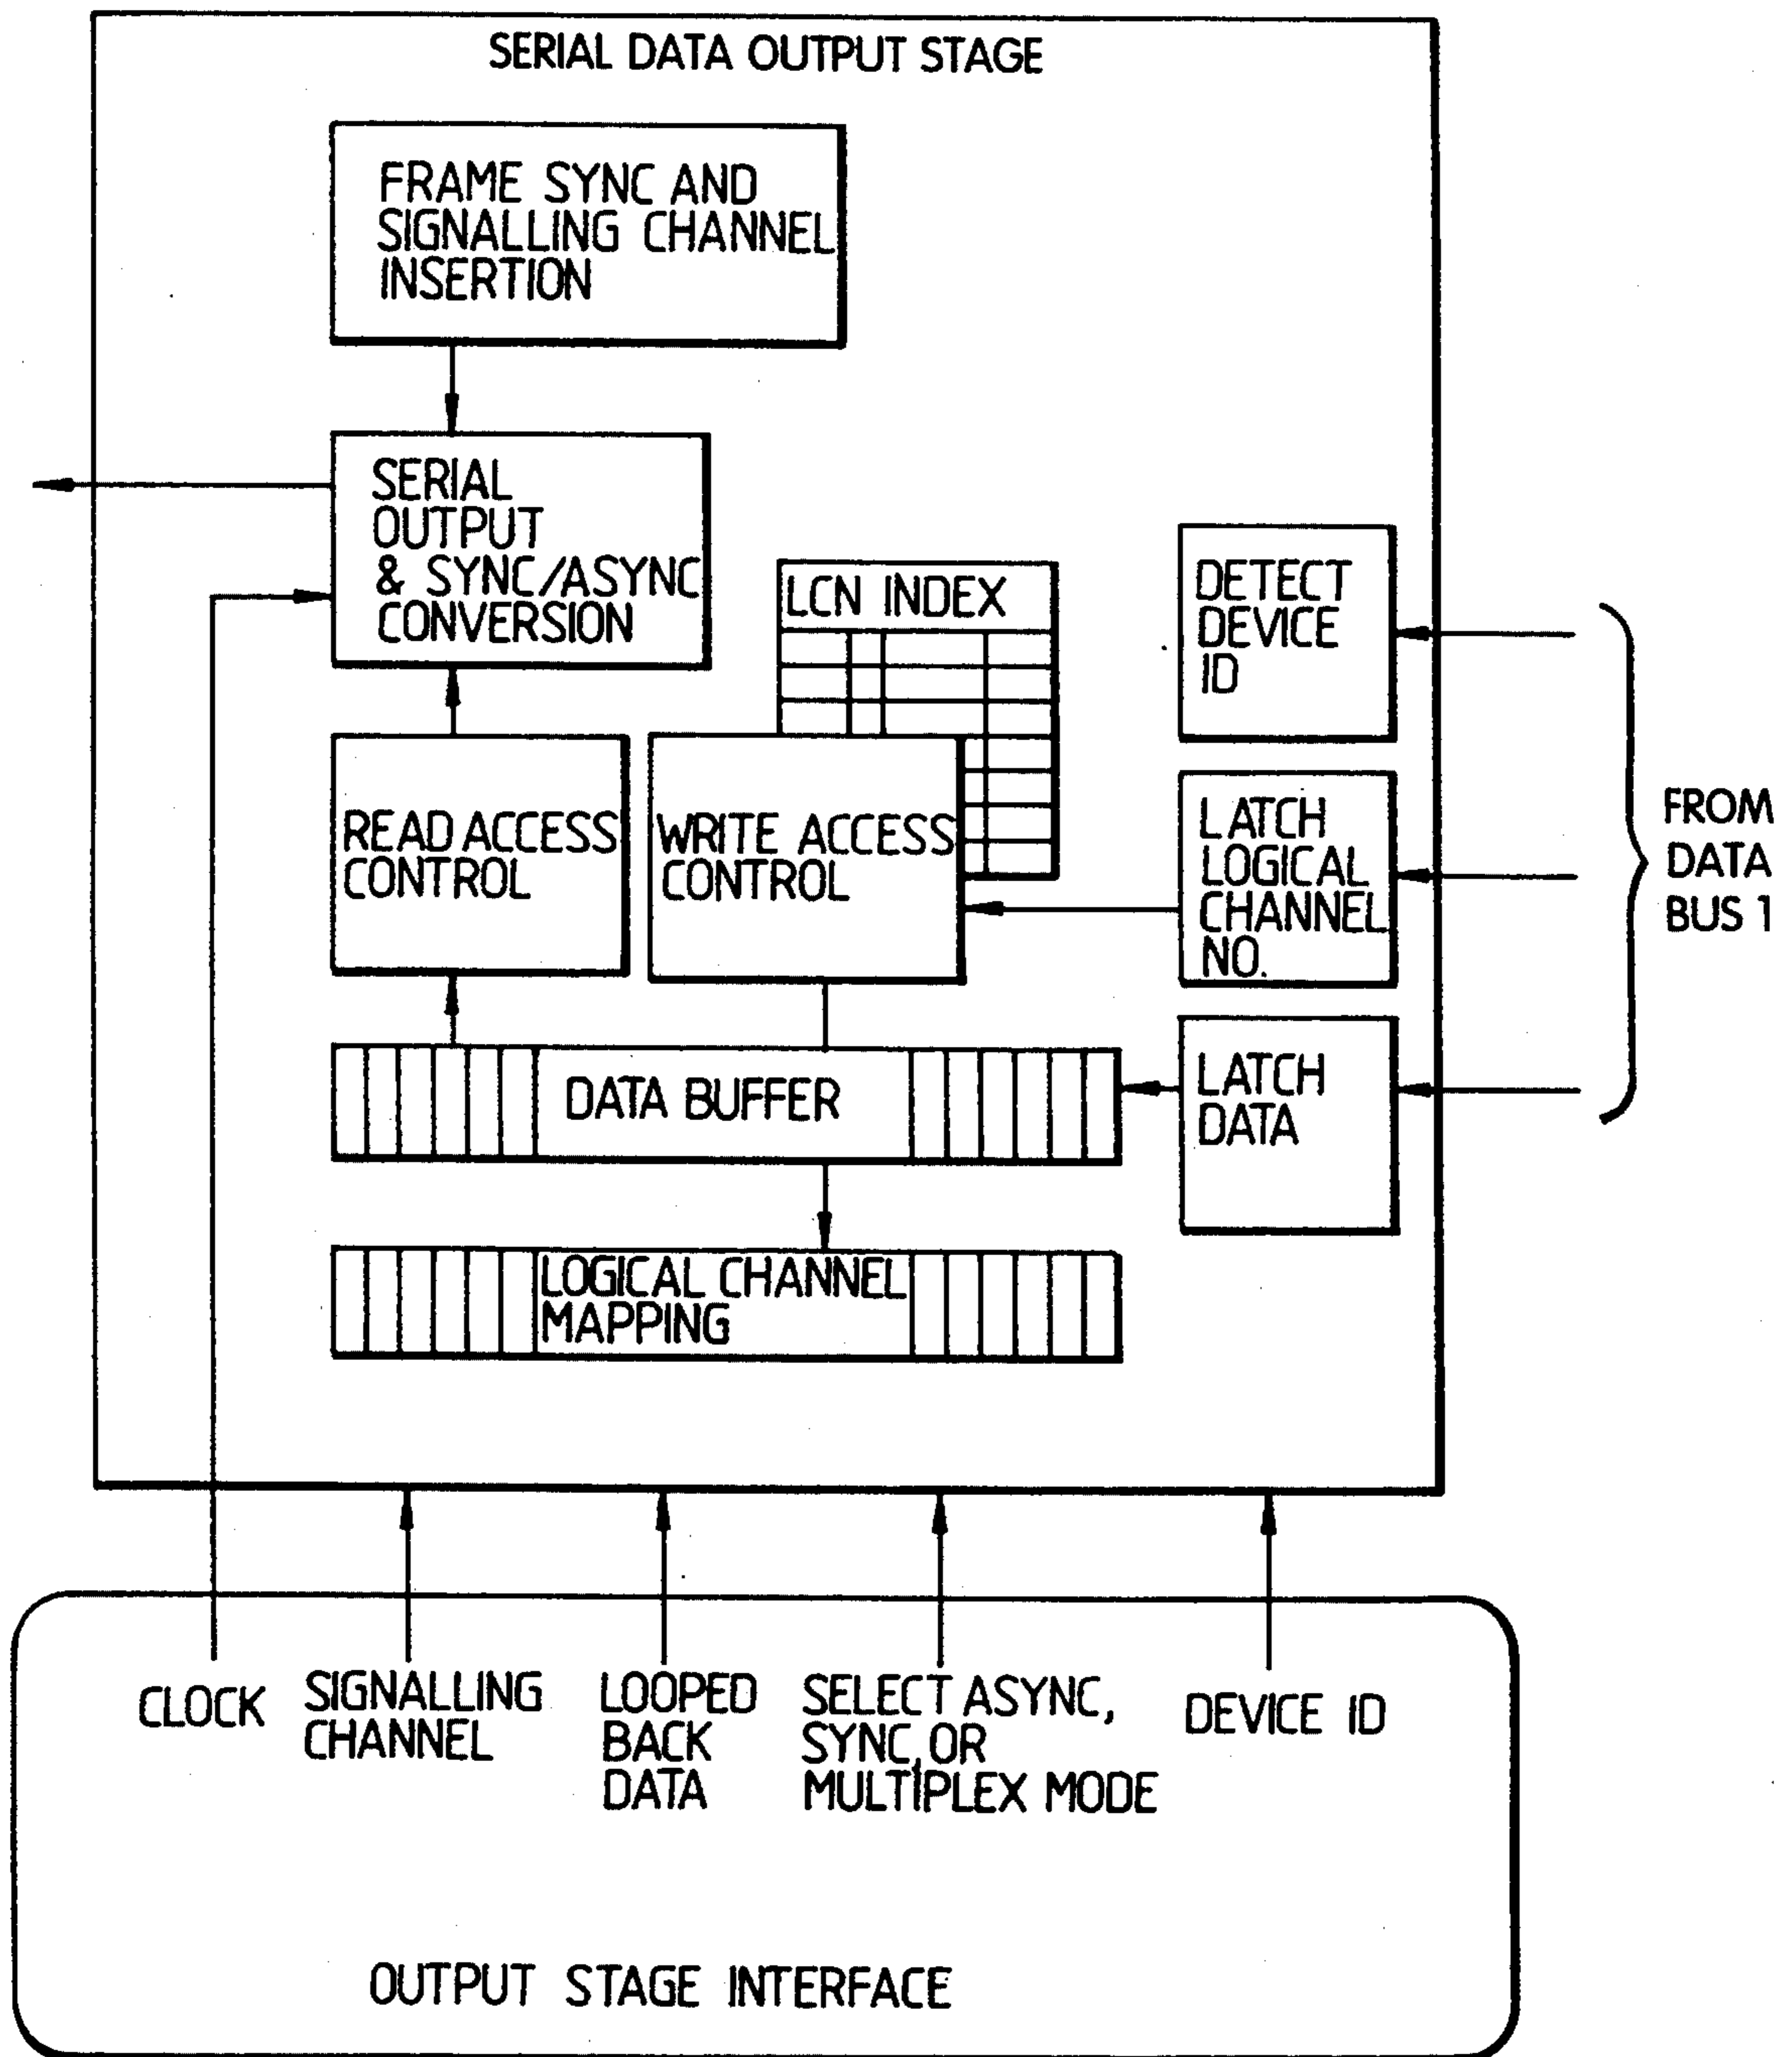 SERIAL DATA OUTPUT STAGE
FRAME SYNC AND
SIGNALLING CHANNEL
INSERTION
SERIAL
OUTPUT
& SYNC/ASYNC
CONVERSION
LCN INDEX
DETECT
DEVICE
ID
READ ACCESS
CONTROL
WRITE ACCESS
CONTROL
LATCH
LOGICAL
CHANNEL
NO.
FROM
DATA
BUS 1
DATA BUFFER
LATCH
DATA
LOGICAL CHANNEL
MAPPING
CLOCK
SIGNALLING
CHANNEL
LOOPED
BACK
DATA
SELECT ASYNC,
SYNC, OR
MULTIPLEX MODE
DEVICE ID
OUTPUT STAGE INTERFACE